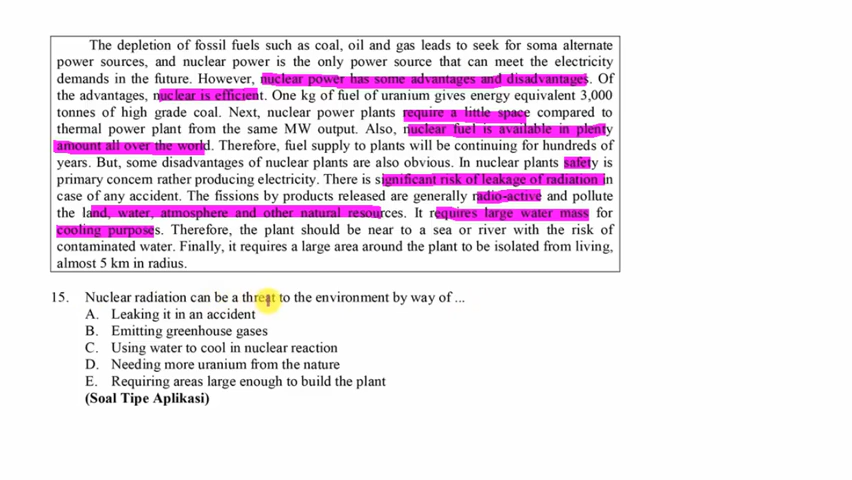 The depletion of fossil fuels such as coal, oil and gas leads to seek for soma alternate
power sources, and nuclear power is the only power source that can meet the electricity
demands in the future. However, nuclear power has some advantages and disadvantages. Of
the advantages, nuclear is efficient. One kg of fuel of uranium gives energy equivalent 3,000
tonnes of high grade coal. Next, nuclear power plants require a little space compared to
thermal power plant from the same MW output. Also, nuclear fuel is available in plenty
amount all over the world. Therefore, fuel supply to plants will be continuing for hundreds of
years. But, some disadvantages of nuclear plants are also obvious. In nuclear plants safety is
primary concern rather producing electricity. There is significant risk of leakage of radiation in
case of any accident. The fissions by products released are generally radio-active and pollute
the land, water, atmosphere and other natural resources. It requires large water mass for
cooling purposes. Therefore, the plant should be near to a sea or river with the risk of
contaminated water. Finally, it requires a large area around the plant to be isolated from living,
almost 5 km in radius.
15. Nuclear radiation can be a threat to the environment by way of ...
A. Leaking it in an accident
B. Emitting greenhouse gases
C. Using water to cool in nuclear reaction
D. Needing more uranium from the nature
E. Requiring areas large enough to build the plant
(Soal Tipe Aplikasi)